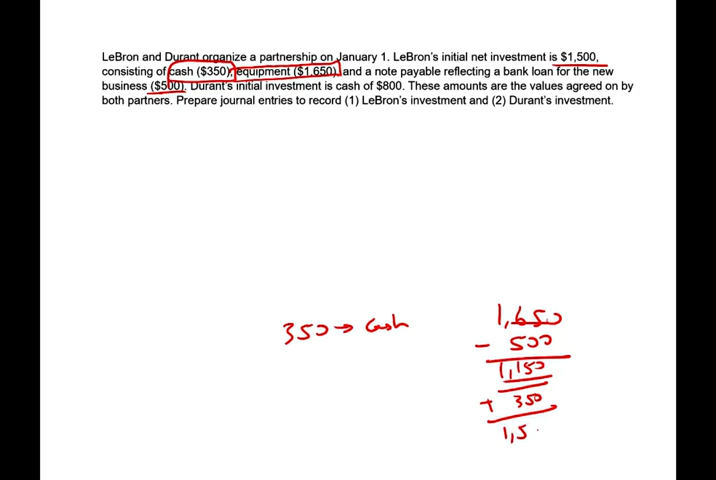 LeBron and Durant organize a partnership on January 1. LeBron's initial net investment is $1,500,
consisting of cash ($350), equipment ($1,650), and a note payable reflecting a bank loan for the new
business ($500). Durant's initial investment is cash of $800. These amounts are the values agreed on by
both partners. Prepare journal entries to record (1) LeBron's investment and (2) Durant's investment.
1,650
350 → Cash
- 500
1,150
+ 350
1,5